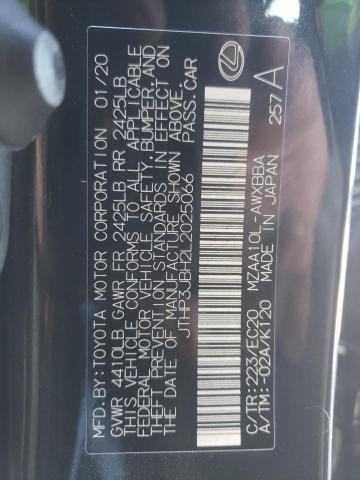 MFD.BY:TOYOTA MOTOR CORPORATION 01/20
GVWR 4410LB GAWR FR 2425LB RR 2425LB
THIS VEHICLE CONFORMS TO ALL APPLICABLE
FEDERAL MOTOR VEHICLE SAFETY, BUMPER, AND
THEFT PREVENTION STANDARDS IN EFFECT ON
THE DATE OF MANUFACTURE SHOWN ABOVE.
JTHP3JBH2L2025066 PASS.CAR
C/TR:223/EC20 MZAA10L-AWXBBA
A/TM:-02A/K120 MADE IN JAPAN 257 A